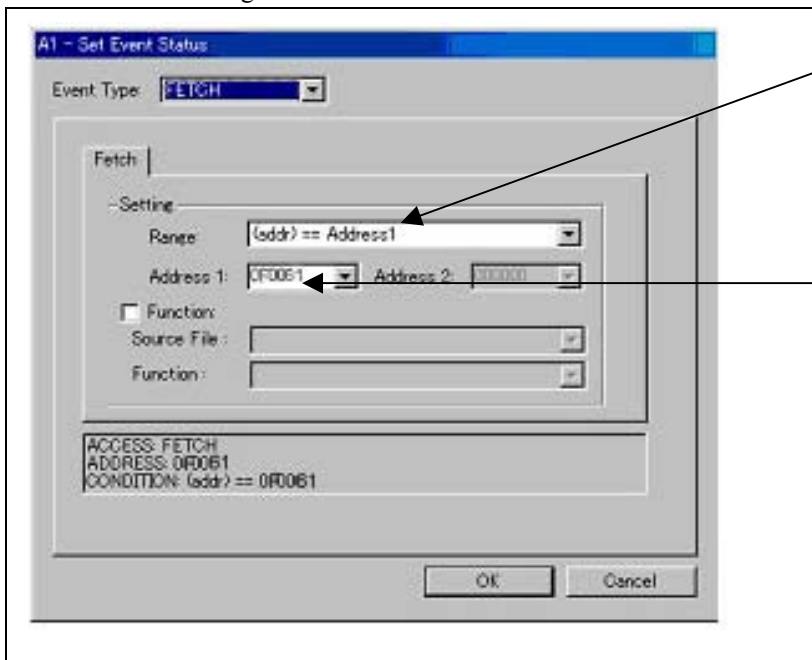 A1 - Set Event Status
Event Type: FETCH
Fetch
Setting
Range: (addr) == Address1
Address 1: 0F0061 Address 2: 000000
Function:
Source File :
Function :
ACCESS: FETCH
ADDRESS: 0F0061
CONDITION: (addr) == 0F0061
OK Cancel